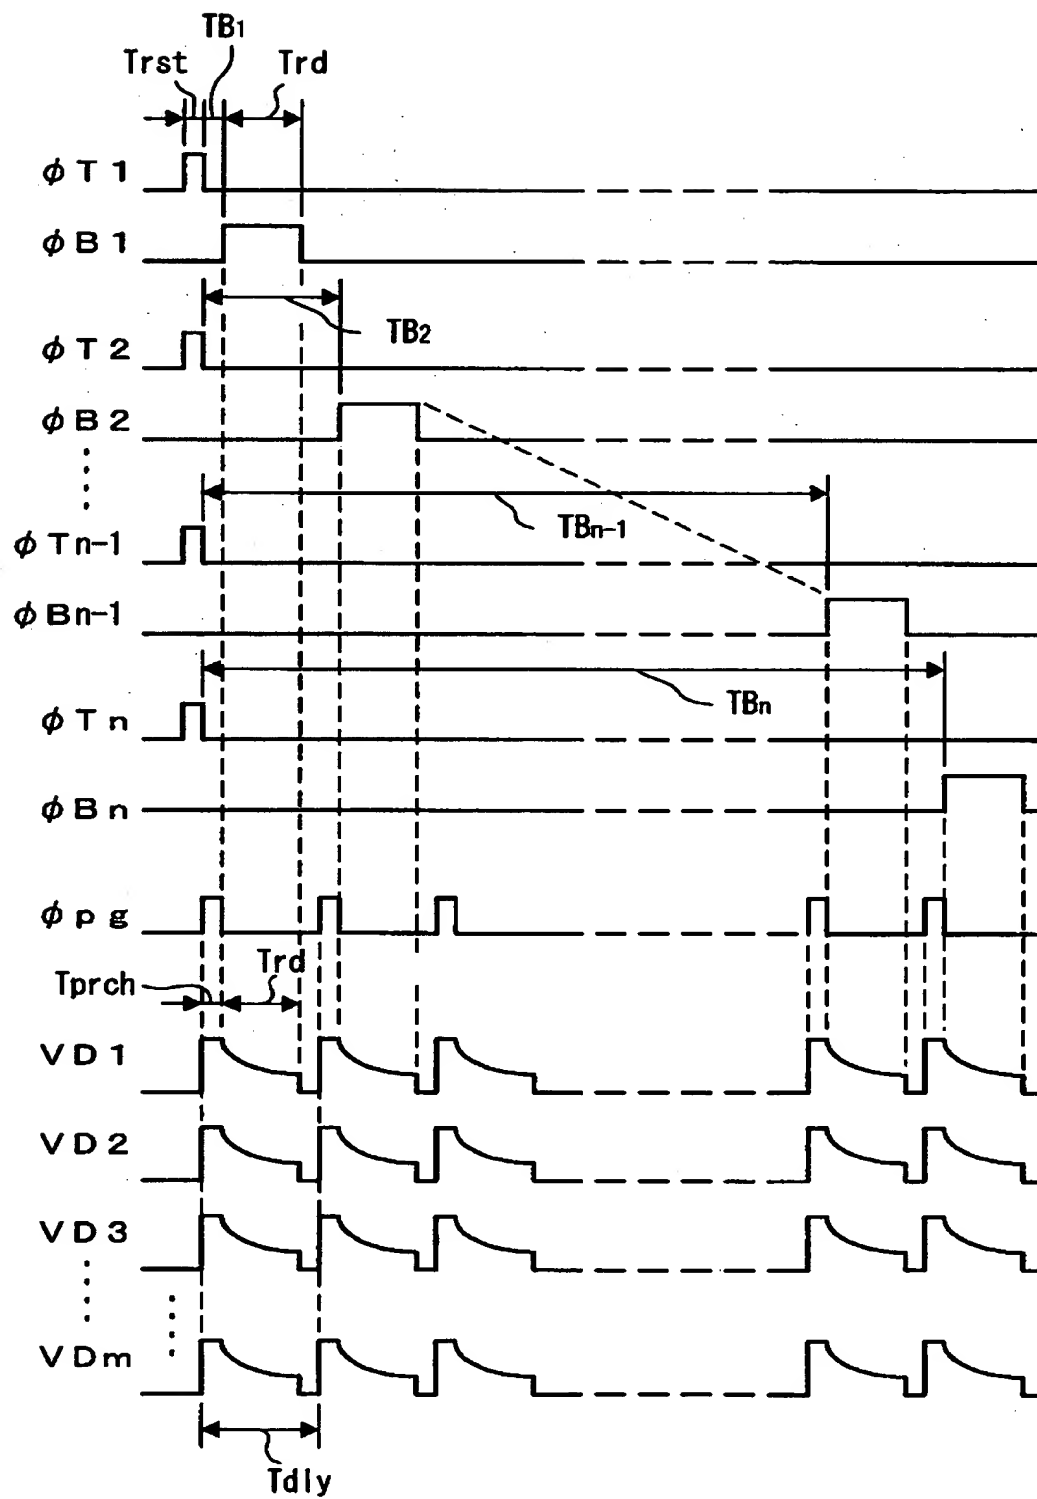 TB1
Trst
Trd
φT1
φB1
TB2
φT2
φB2
TBn-1
φTn-1
φBn-1
TBn
φTn
φBn
φpg
Trd
Tprch
VD1
VD2
VD3
VDm
Tdly